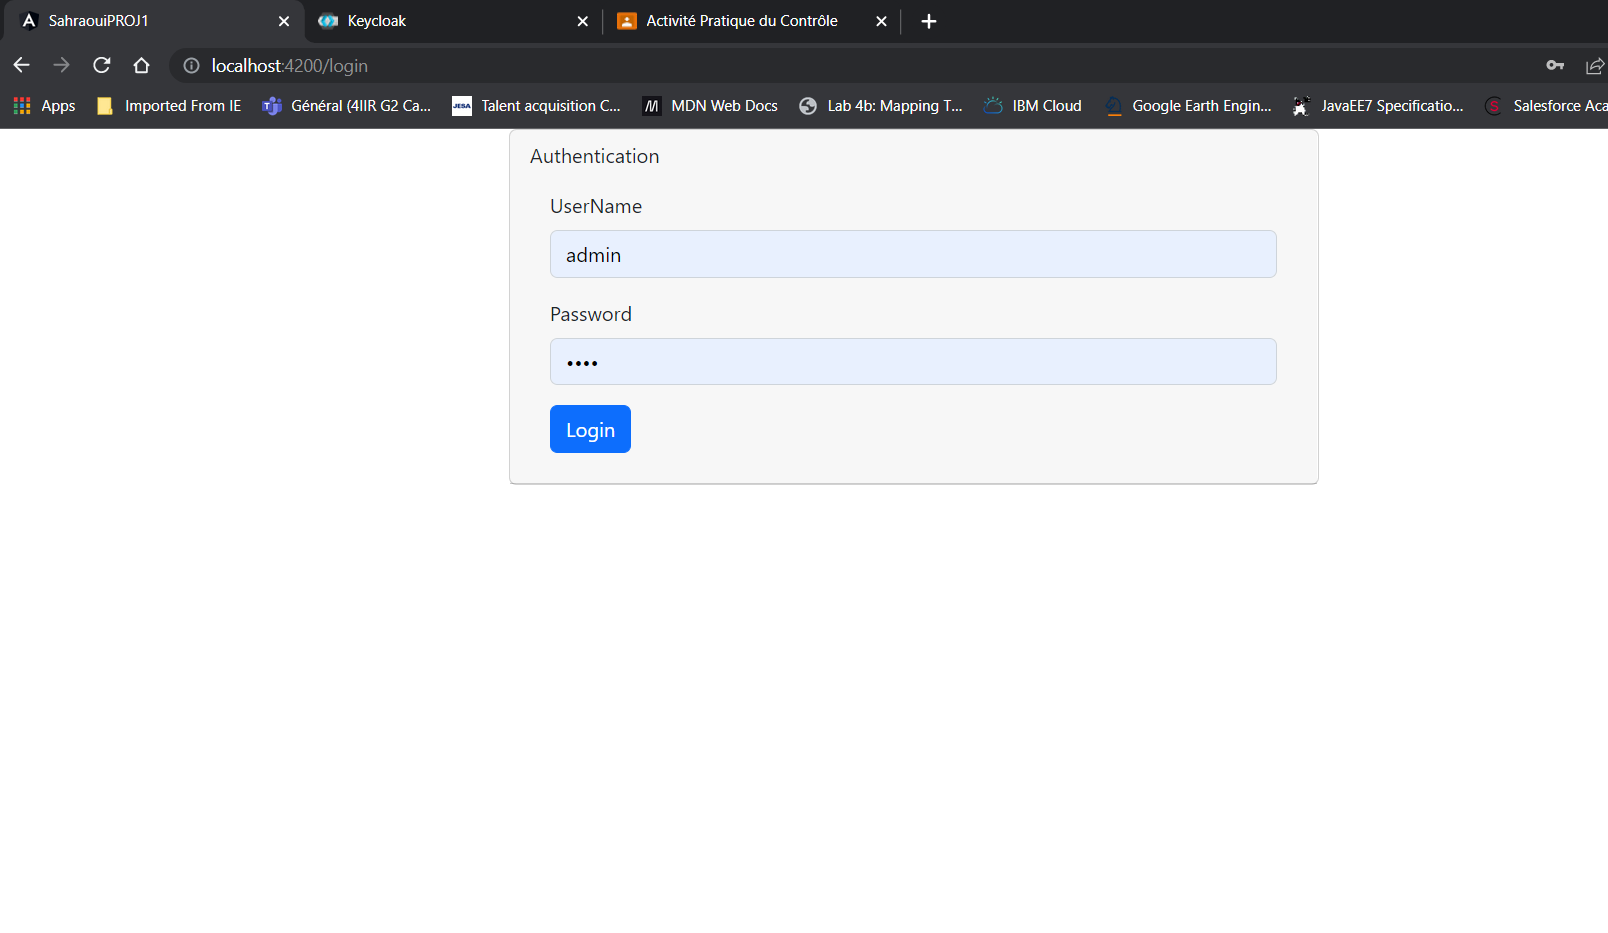 SahraouiPROJ1
Keycloak
Activité Pratique du Contrôle
localhost:4200/login
Apps
Imported From IE
Général (4IIR G2 Ca...
JESA
Talent acquisition C...
MDN Web Docs
Lab 4b: Mapping T...
IBM Cloud
Google Earth Engin...
JavaEE7 Specificatio...
Salesforce Aca
Authentication
UserName
admin
Password
••••
Login